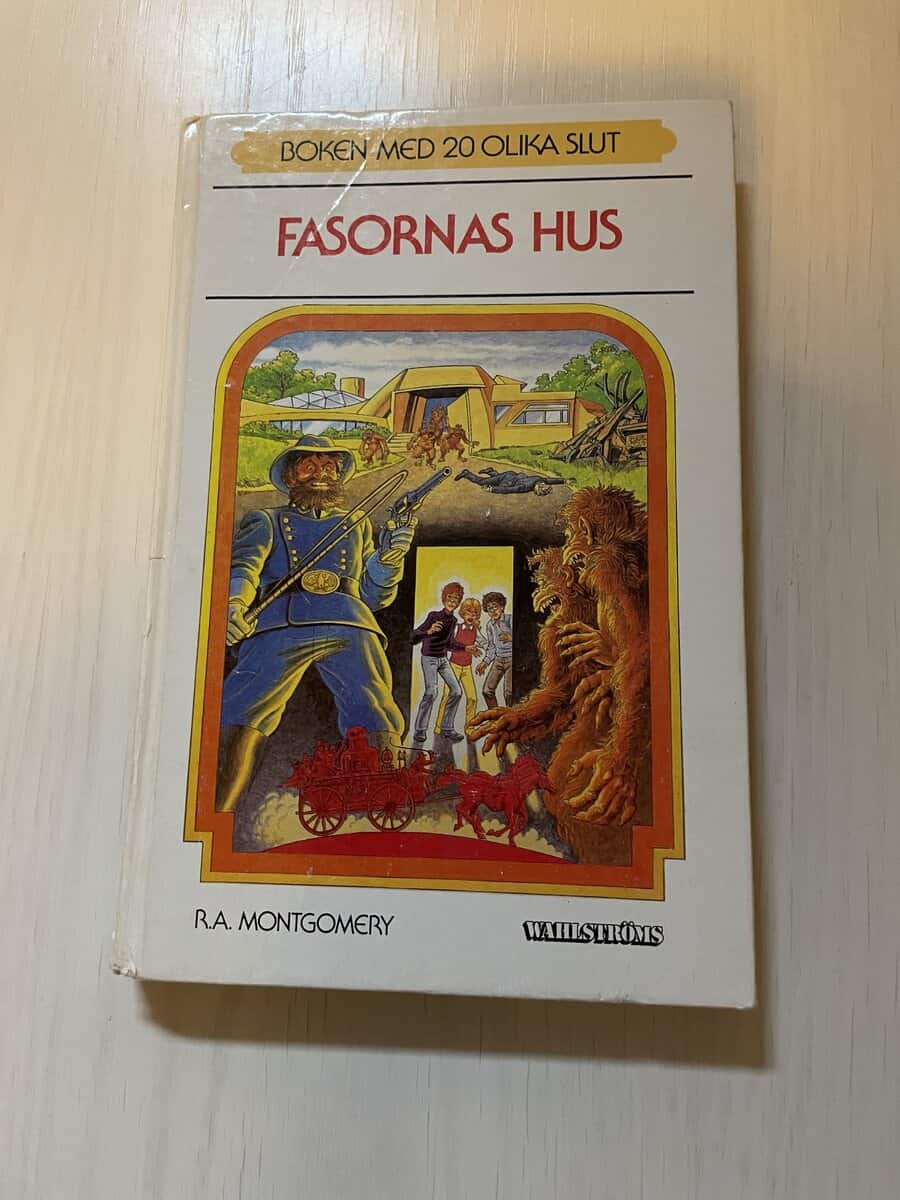 BOKEN MED 20 OLIKA SLUT
FASORNAS HUS
R.A. MONTGOMERY
WAHLSTRÖMS